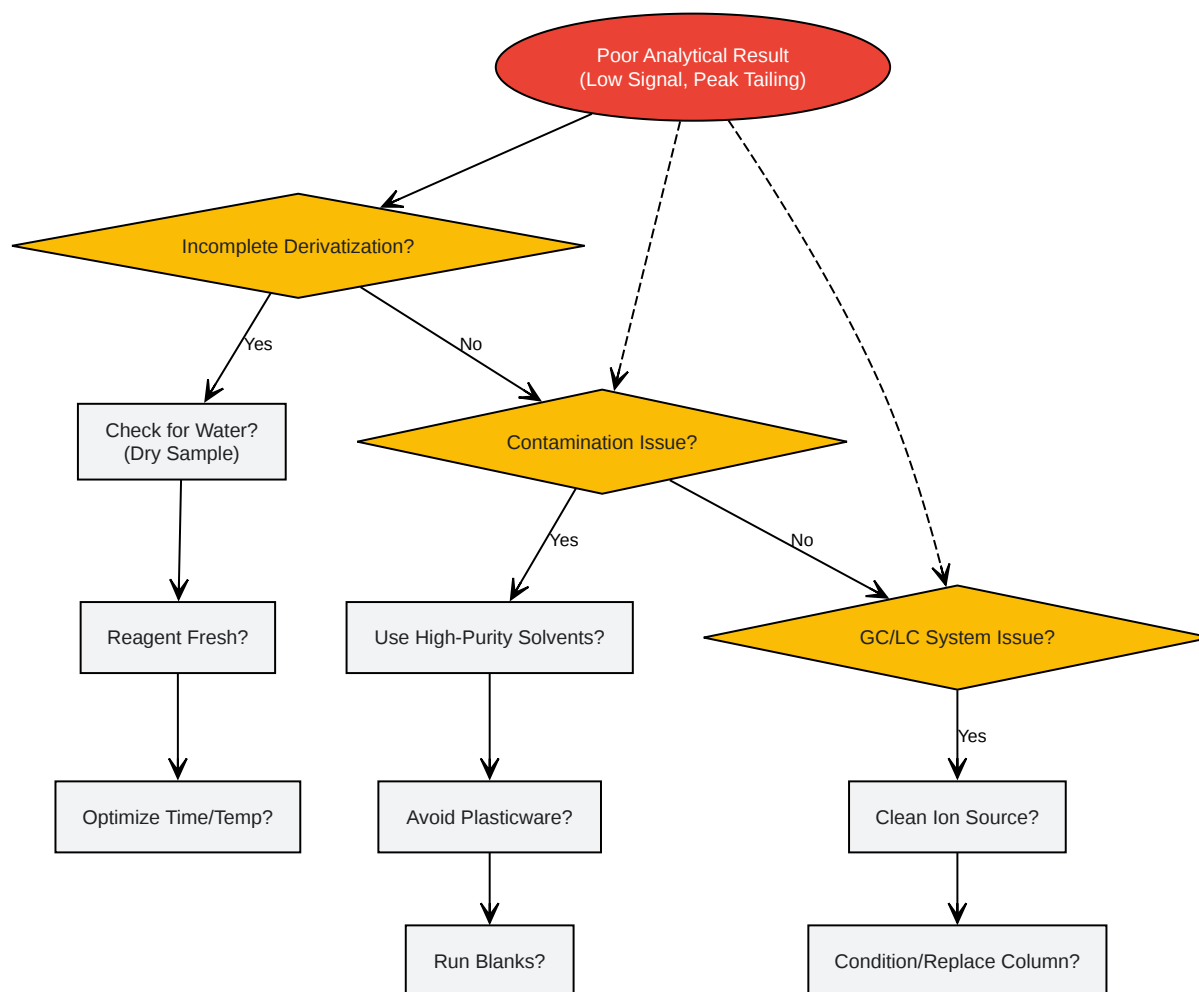 Poor Analytical Result
(Low Signal, Peak Tailing)
Incomplete Derivatization?
Yes
No
Check for Water?
(Dry Sample)
Contamination Issue?
Yes
No
Reagent Fresh?
Use High-Purity Solvents?
GC/LC System Issue?
Yes
Optimize Time/Temp?
Avoid Plasticware?
Clean Ion Source?
Run Blanks?
Condition/Replace Column?